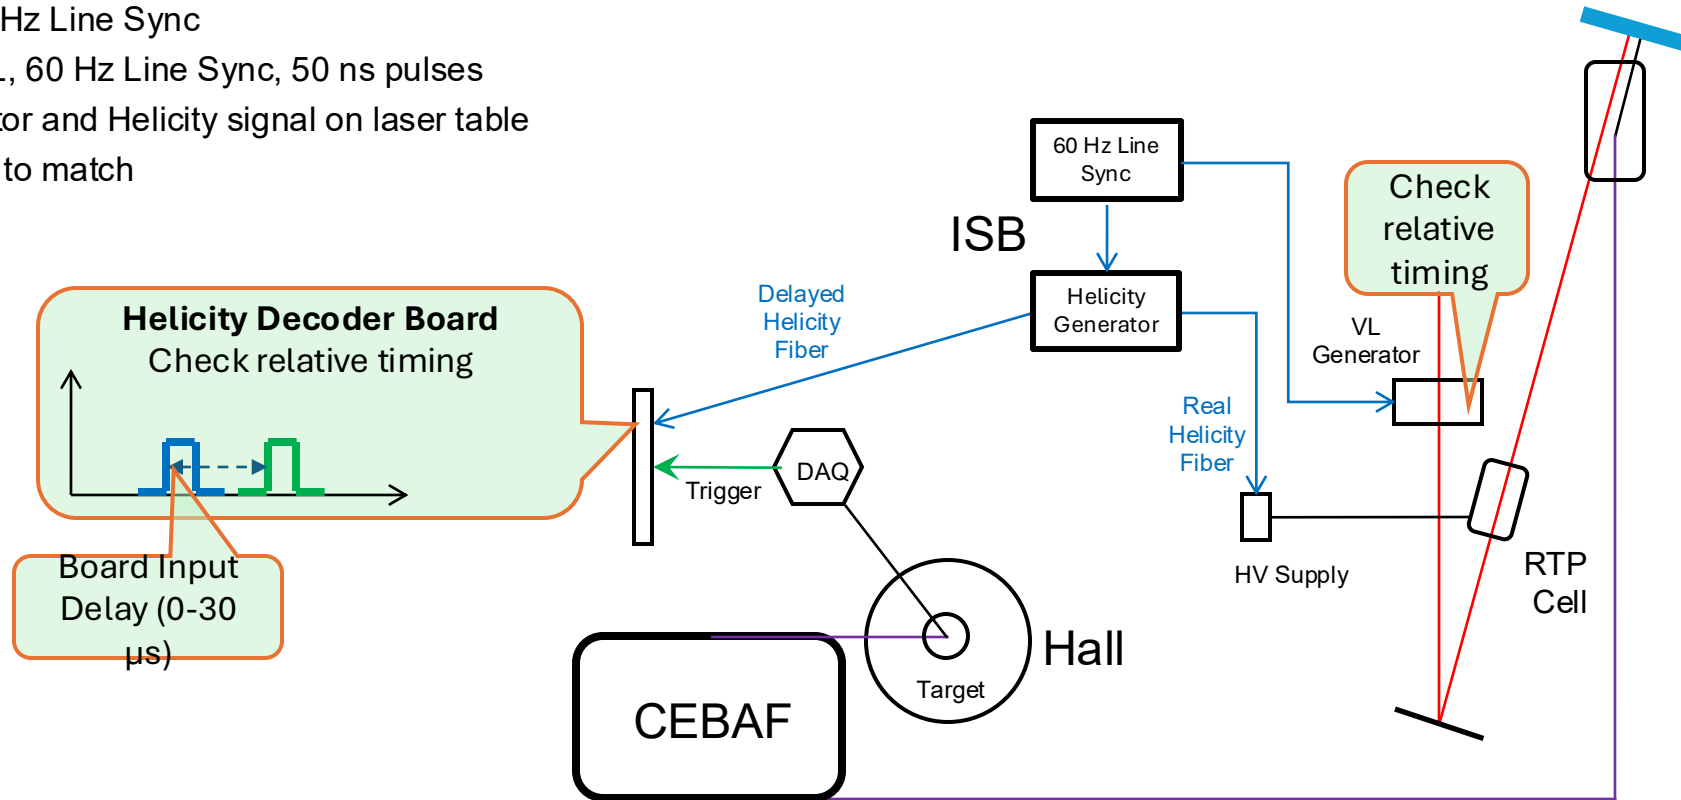 Hz Line Sync
, 60 Hz Line Sync, 50 ns pulses
tor and Helicity signal on laser table
to match
60 Hz Line
Sync
ISB
Check
relative
timing
Helicity
Generator
Delayed
Helicity
Fiber
Helicity Decoder Board
Check relative timing
VL
Generator
Real
Helicity
Fiber
DAQ
Trigger
Board Input
Delay (0-30
µs)
HV Supply
RTP
Cell
Hall
Target
CEBAF